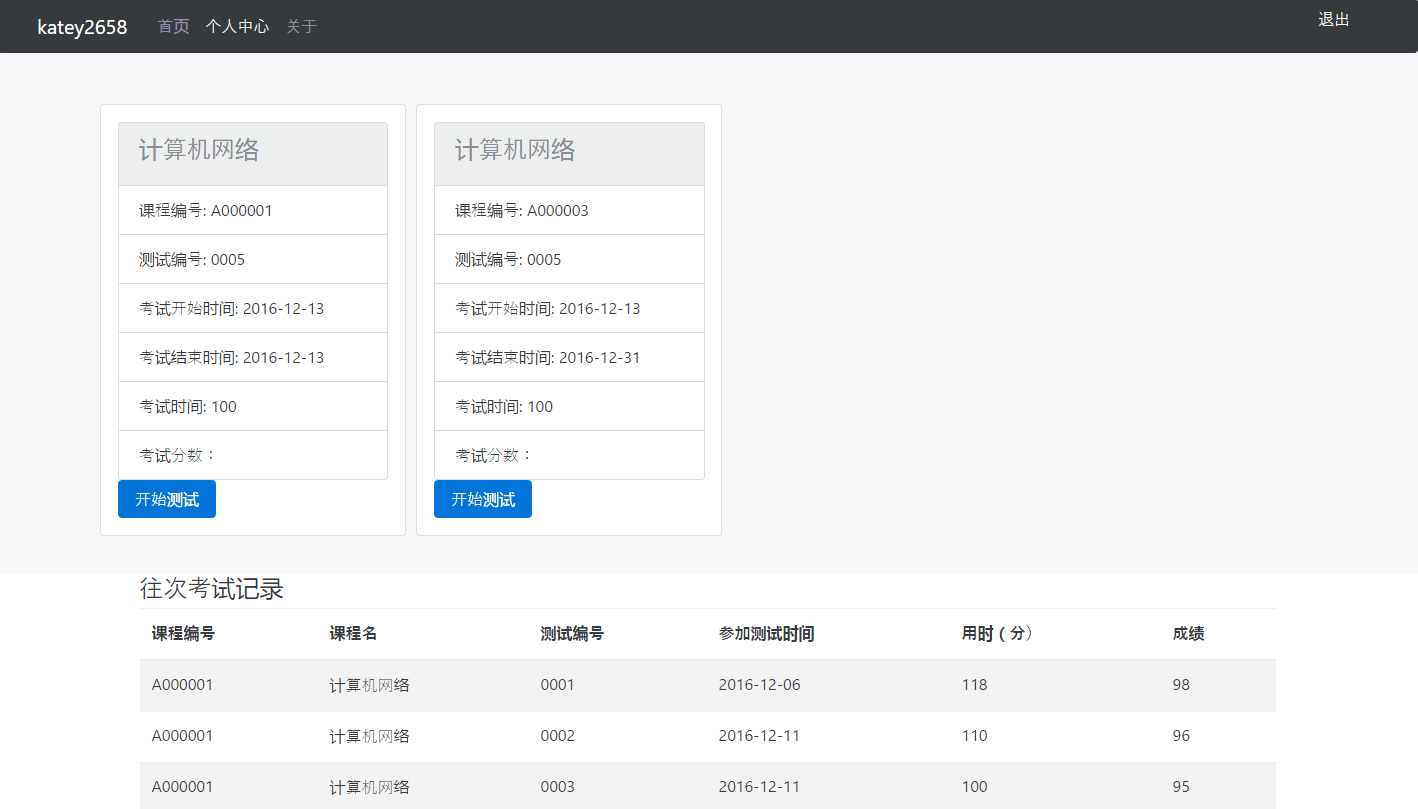 katey2658 首页 个人中心 关于 退出
计算机网络
课程编号: A000001
测试编号: 0005
考试开始时间: 2016-12-13
考试结束时间: 2016-12-13
考试时间: 100
考试分数：
开始测试
计算机网络
课程编号: A000003
测试编号: 0005
考试开始时间: 2016-12-13
考试结束时间: 2016-12-31
考试时间: 100
考试分数：
开始测试
往次考试记录
课程编号 课程名 测试编号 参加测试时间 用时（分） 成绩
A000001 计算机网络 0001 2016-12-06 118 98
A000001 计算机网络 0002 2016-12-11 110 96
A000001 计算机网络 0003 2016-12-11 100 95